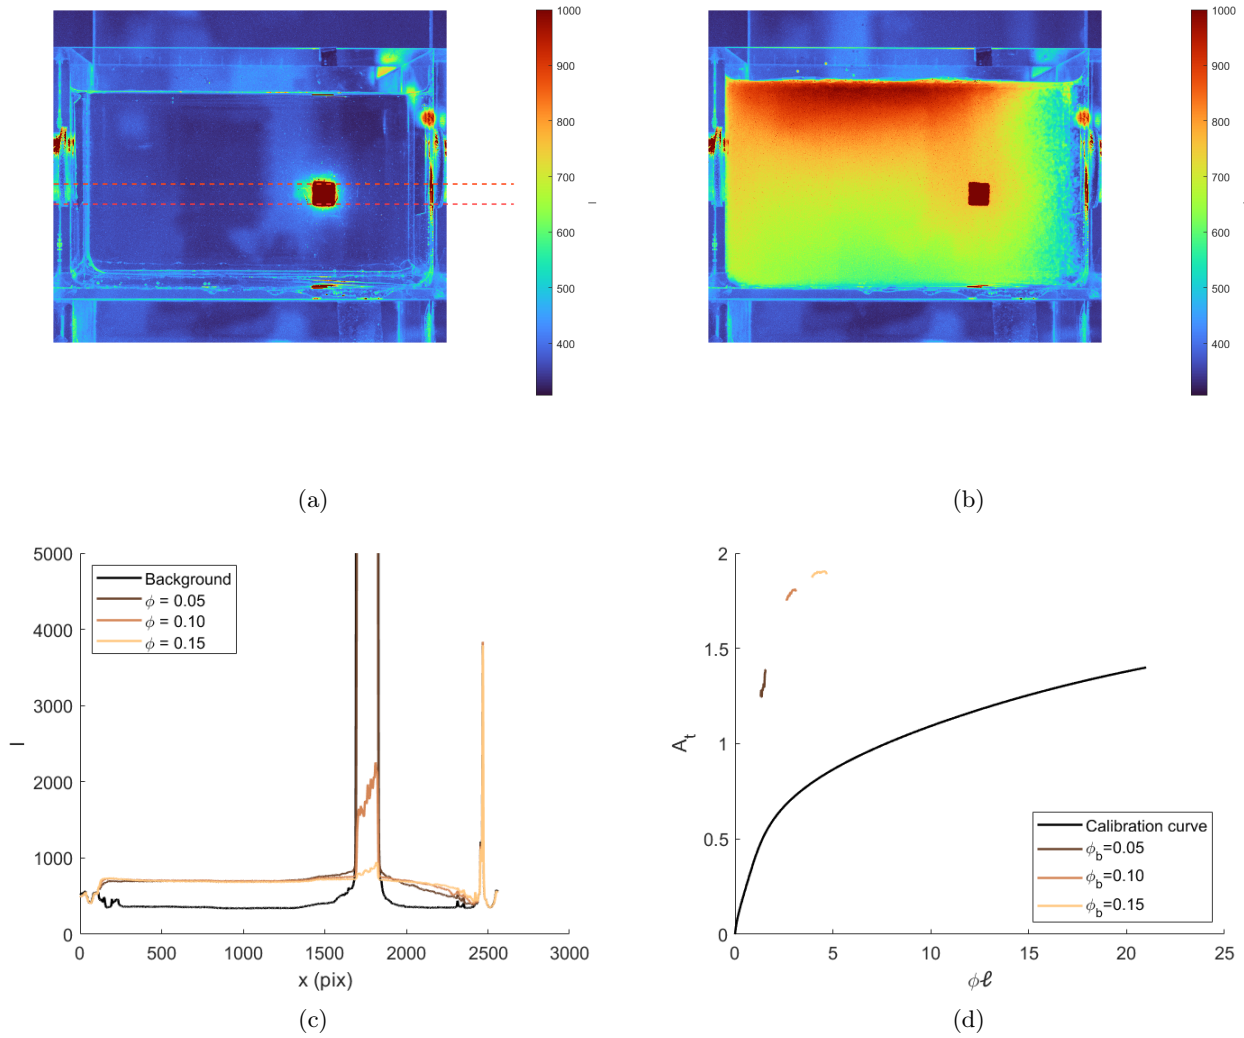 1000
900
800
700
600
500
400
I
(a)
1000
900
800
700
600
500
400
I
(b)
5000
4000
3000
2000
1000
0
I
Background
ϕ = 0.05
ϕ = 0.10
ϕ = 0.15
0 500 1000 1500 2000 2500 3000
x (pix)
(c)
2
1.5
1
0.5
0
A_t
Calibration curve
ϕ_b=0.05
ϕ_b=0.10
ϕ_b=0.15
0 5 10 15 20 25
ϕℓ
(d)